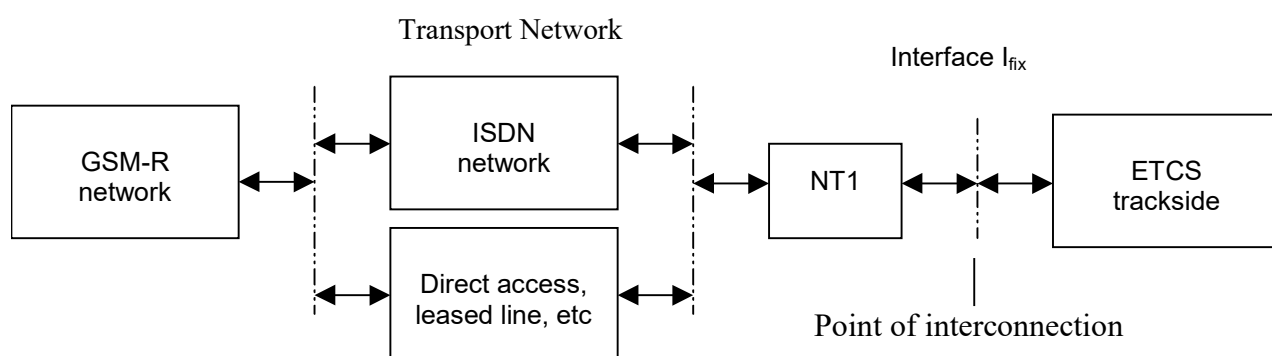 Transport Network
Interface Ifix
GSM-R
network
ISDN
network
NT1
ETCS
trackside
Direct access,
leased line, etc
Point of interconnection